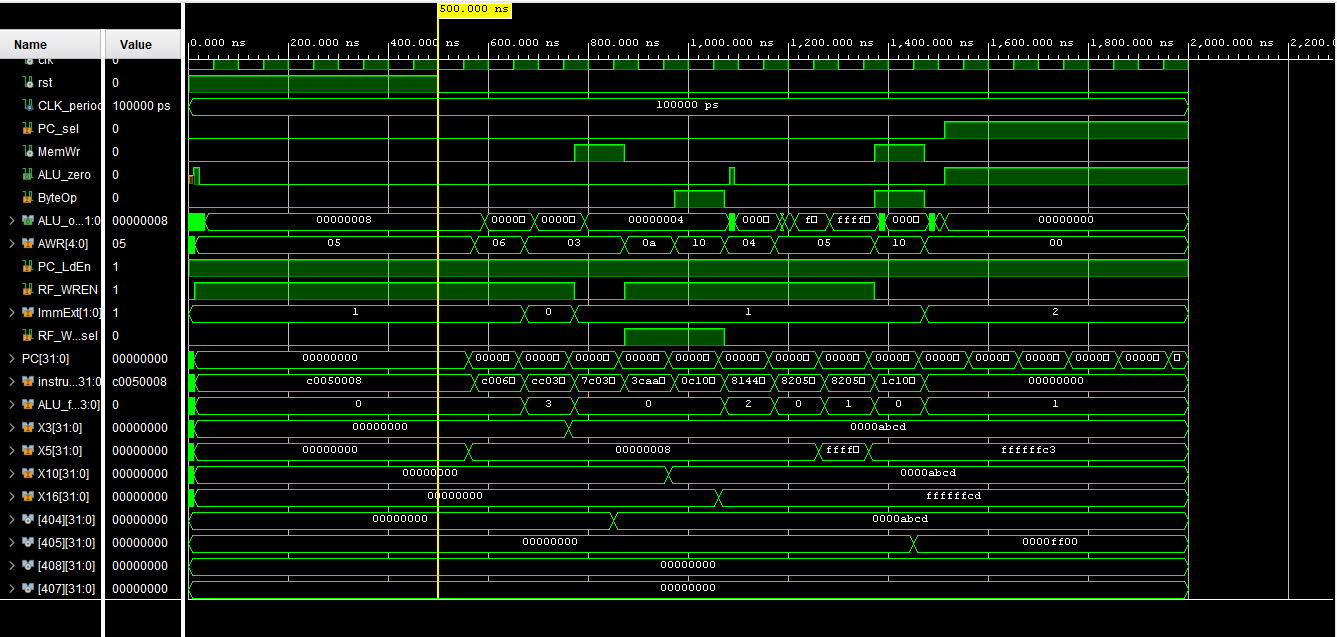 500.000 ns
Name Value
0.000 ns 200.000 ns 400.000 ns 600.000 ns 800.000 ns 1,000.000 ns 1,200.000 ns 1,400.000 ns 1,600.000 ns 1,800.000 ns 2,000.000 ns 2,200.0
clk 0
rst 0
CLK_period 100000 ps 100000 ps
PC_sel 0
MemWr 0
ALU_zero 0
ByteOp 0
ALU_o...1:0 00000008 00000008 0000 0000 00000004 000 f ffff 000 00000000
AWR[4:0] 05 05 06 03 0a 10 04 05 10 00
PC_LdEn 1
RF_WREN 1
ImmExt[1:0] 1 1 0 1 2
RF_W...sel 0
PC[31:0] 00000000 00000000 0000 0000 0000 0000 0000 0000 0000 0000 0000 0000 0000 0000
instru...31:0 c0050008 c0050008 c006 cc03 7c03 3caa 0c10 8144 8205 8205 1c10 00000000
ALU_f...3:0] 0 0 3 0 2 0 1 0 1
X3[31:0] 00000000 00000000 0000abcd
X5[31:0] 00000000 00000000 00000008 ffff ffffffc3
X10[31:0] 00000000 00000000 0000abcd
X16[31:0] 00000000 00000000 ffffffcd
[404][31:0] 00000000 00000000 0000abcd
[405][31:0] 00000000 00000000 0000ff00
[408][31:0] 00000000 00000000
[407][31:0] 00000000 00000000